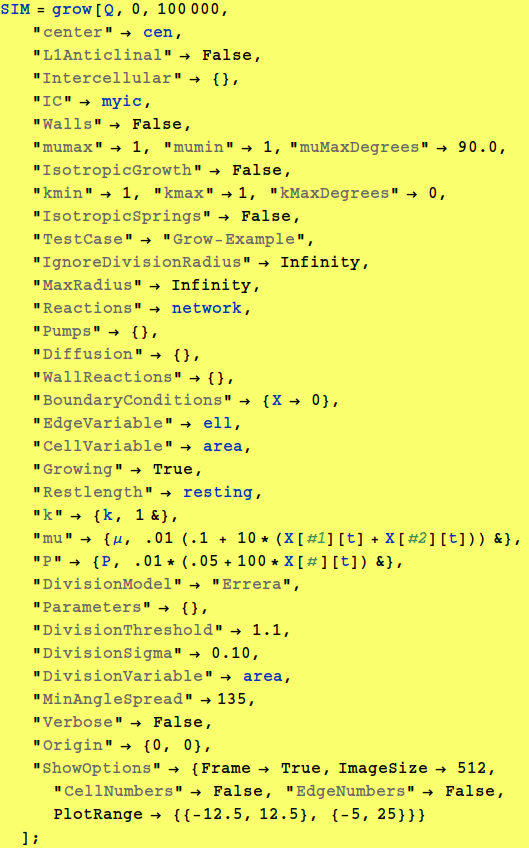 SIM = grow[Q, 0, 100 000,
"center" → cen,
"L1Anticlinal" → False,
"Intercellular" → {},
"IC" → myic,
"Walls" → False,
"mumax" → 1, "mumin" → 1, "muMaxDegrees" → 90.0,
"IsotropicGrowth" → False,
"kmin" → 1, "kmax" → 1, "kMaxDegrees" → 0,
"IsotropicSprings" → False,
"TestCase" → "Grow-Example",
"IgnoreDivisionRadius" → Infinity,
"MaxRadius" → Infinity,
"Reactions" → network,
"Pumps" → {},
"Diffusion" → {},
"WallReactions" → {},
"BoundaryConditions" → {X → 0},
"EdgeVariable" → ell,
"CellVariable" → area,
"Growing" → True,
"Restlength" → resting,
"k" → {k, 1 &},
"mu" → {μ, .01 (.1 + 10 * (X[#1][t] + X[#2][t])) &},
"P" → {P, .01 * (.05 + 100 * X[#][t]) &},
"DivisionModel" → "Errera",
"Parameters" → {},
"DivisionThreshold" → 1.1,
"DivisionSigma" → 0.10,
"DivisionVariable" → area,
"MinAngleSpread" → 135,
"Verbose" → False,
"Origin" → {0, 0},
"ShowOptions" → {Frame → True, ImageSize → 512,
"CellNumbers" → False, "EdgeNumbers" → False,
PlotRange → {{-12.5, 12.5}, {-5, 25}}}
];